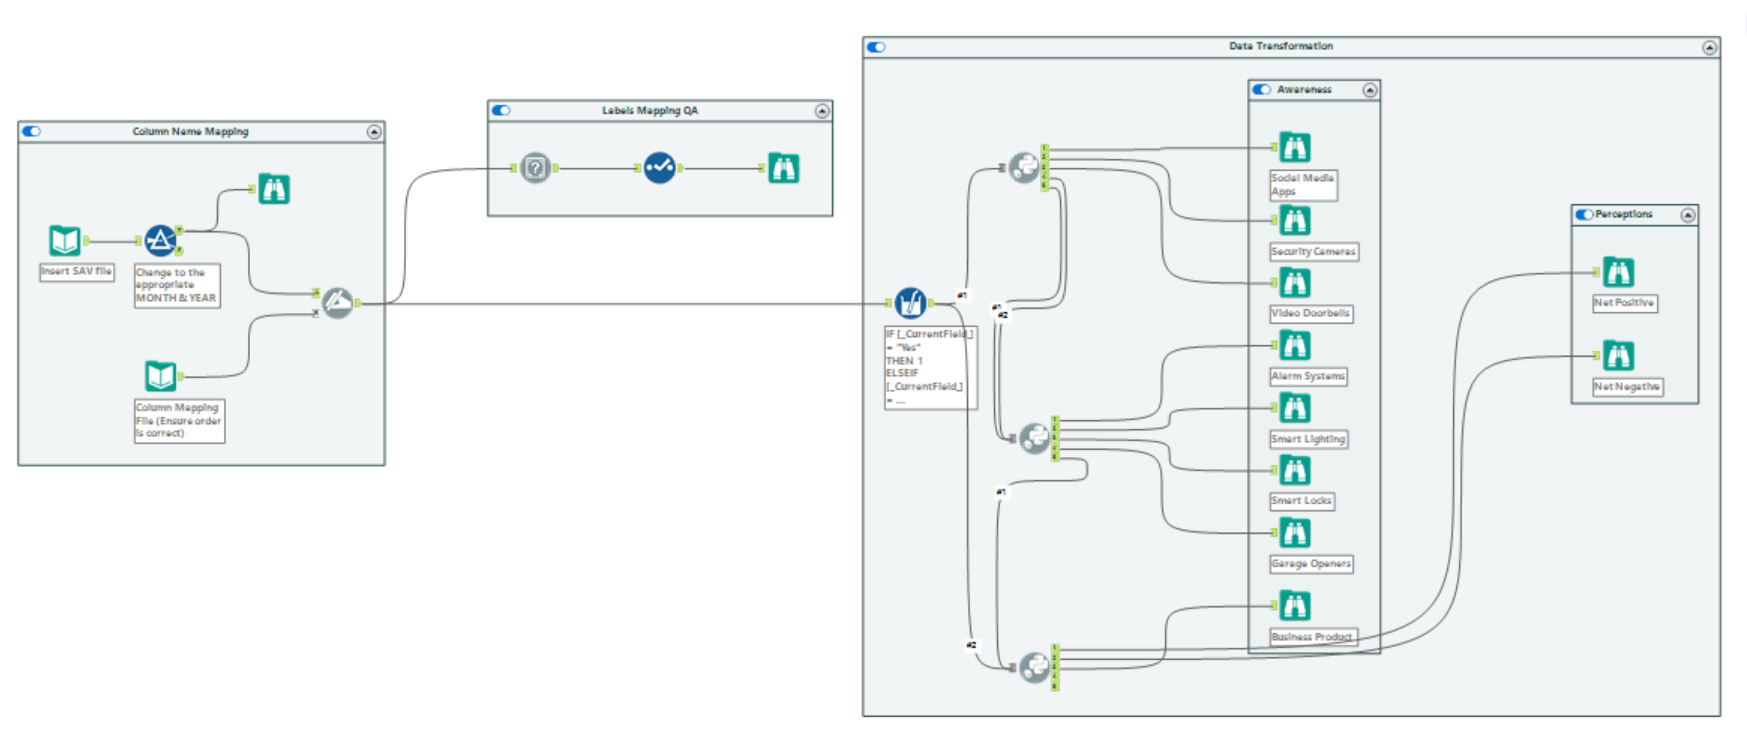 Column Name Mapping
Insert SAV file
Change to the
appropriate
MONTH & YEAR
Column Mapping
File (Ensure order
is correct)
Labels Mapping QA
Data Transformation
#1
#2
IF [_CurrentField_]
= "Yes"
THEN 1
ELSEIF
[_CurrentField_]
= ...
#1
#2
#1
Awareness
Social Media
Apps
Security Cameras
Video Doorbells
Alarm Systems
Smart Lighting
Smart Locks
Garage Openers
Business Product
Perceptions
Net Positive
Net Negative